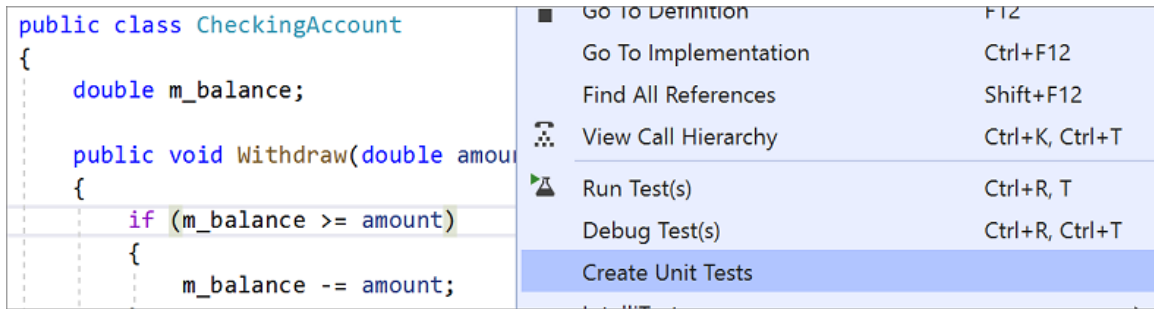 public class CheckingAccount
{
double m_balance;
public void Withdraw(double
{
if (m_balance >= amount)
{
m_balance -= amount;
Go To Definition F12
Go To Implementation Ctrl+F12
Find All References Shift+F12
View Call Hierarchy Ctrl+K, Ctrl+T
Run Test(s) Ctrl+R, T
Debug Test(s) Ctrl+R, Ctrl+T
Create Unit Tests